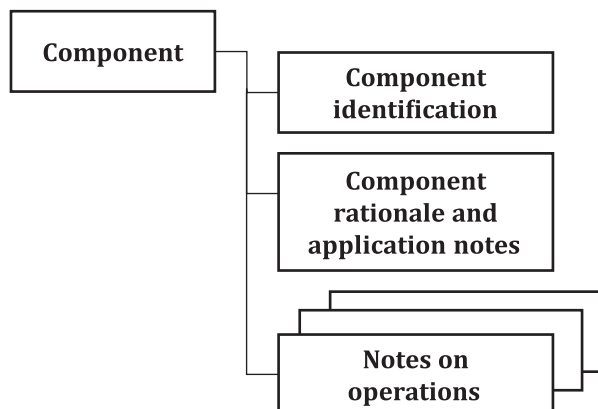 Component
Component
identification
Component
rationale and
application notes
Notes on
operations